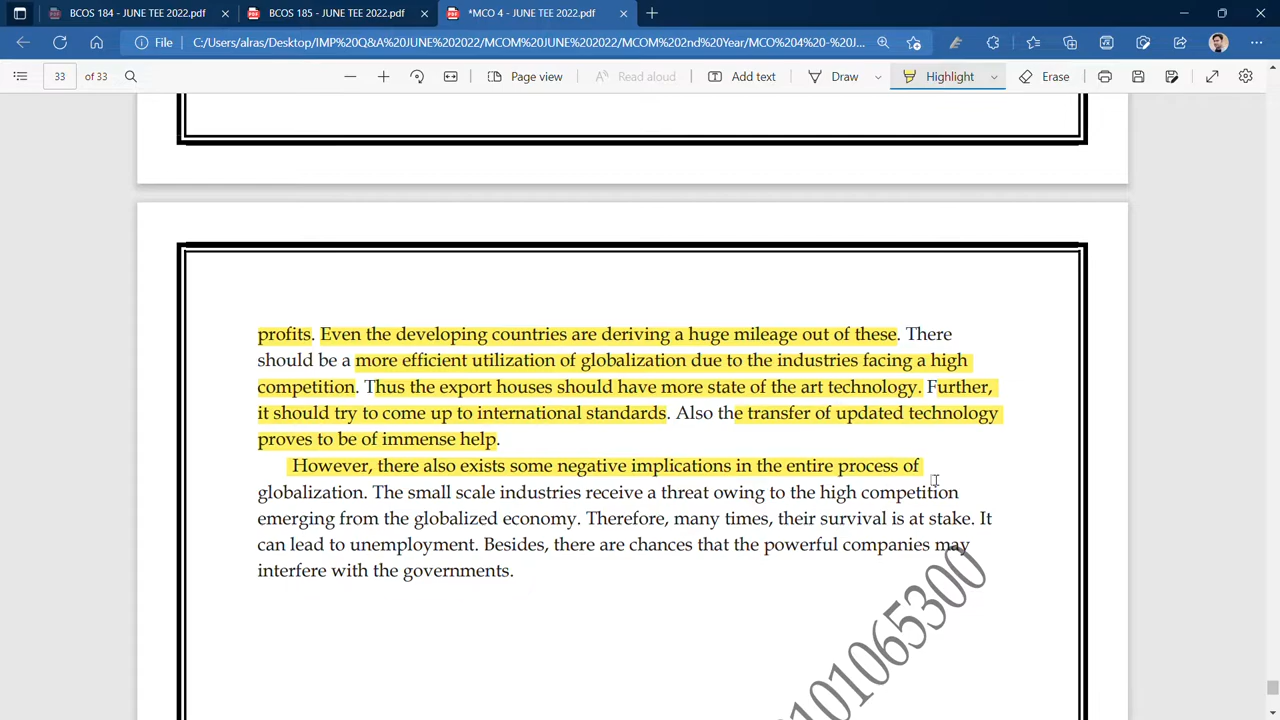 BCOS 184 - JUNE TEE 2022.pdf
BCOS 185 - JUNE TEE 2022.pdf
*MCO 4 - JUNE TEE 2022.pdf
File
C:/Users/alras/Desktop/IMP%20Q&A%20JUNE%202022/MCOM%20JUNE%202022/MCOM%202nd%20Year/MCO%204%20-%20J...
33 of 33
Page view
Read aloud
Add text
Draw
Highlight
Erase
profits. Even the developing countries are deriving a huge mileage out of these. There
should be a more efficient utilization of globalization due to the industries facing a high
competition. Thus the export houses should have more state of the art technology. Further,
it should try to come up to international standards. Also the transfer of updated technology
proves to be of immense help.
However, there also exists some negative implications in the entire process of
globalization. The small scale industries receive a threat owing to the high competition
emerging from the globalized economy. Therefore, many times, their survival is at stake. It
can lead to unemployment. Besides, there are chances that the powerful companies may
interfere with the governments.